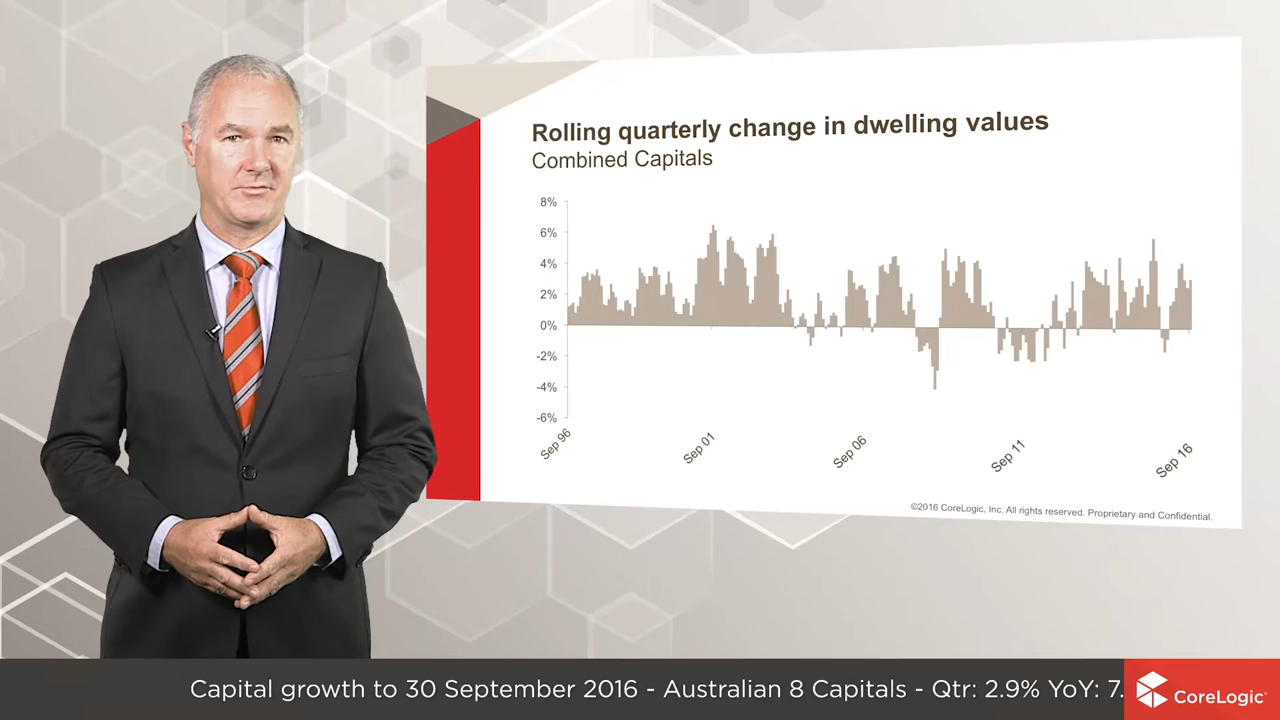 Rolling quarterly change in dwelling values
Combined Capitals
8%
6%
4%
2%
0%
-2%
-4%
-6%
Sep 96
Sep 01
Sep 06
Sep 11
Sep 16
©2016 CoreLogic, Inc. All rights reserved. Proprietary and Confidential.
Capital growth to 30 September 2016 - Australian 8 Capitals - Qtr: 2.9% YoY: 7.
CoreLogic